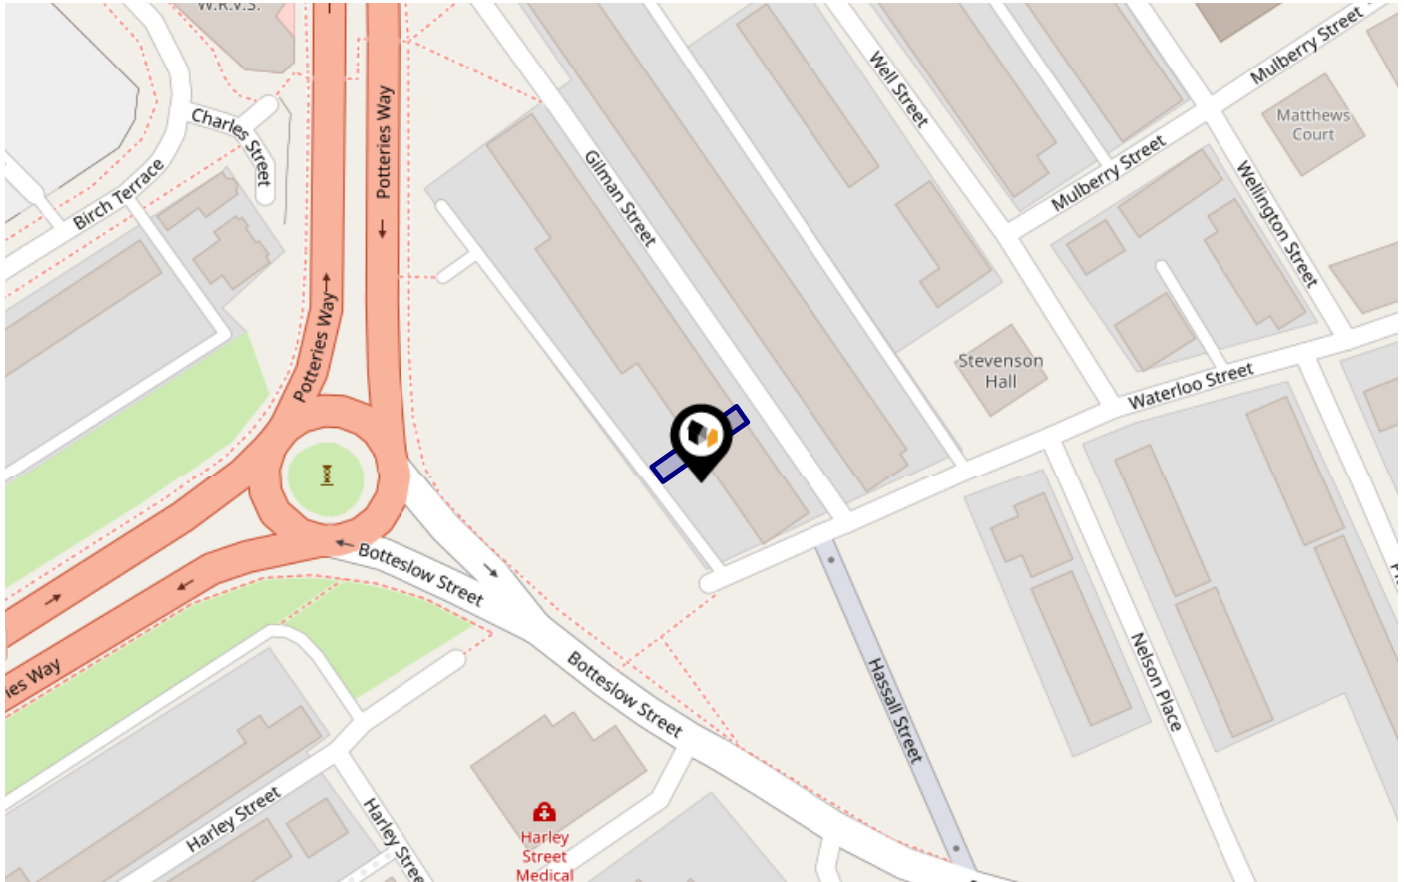 W.R.V.S.
Charles Street
Birch Terrace
Potteries Way
Potteries Way
Gilman Street
Well Street
Mulberry Street
Mulberry Street
Matthews
Court
Wellington Street
Stevenson
Hall
Waterloo Street
Botteslow Street
Botteslow Street
Hassall Street
Nelson Place
ies Way
Harley Street
Harley Stree
Harley
Street
Medical